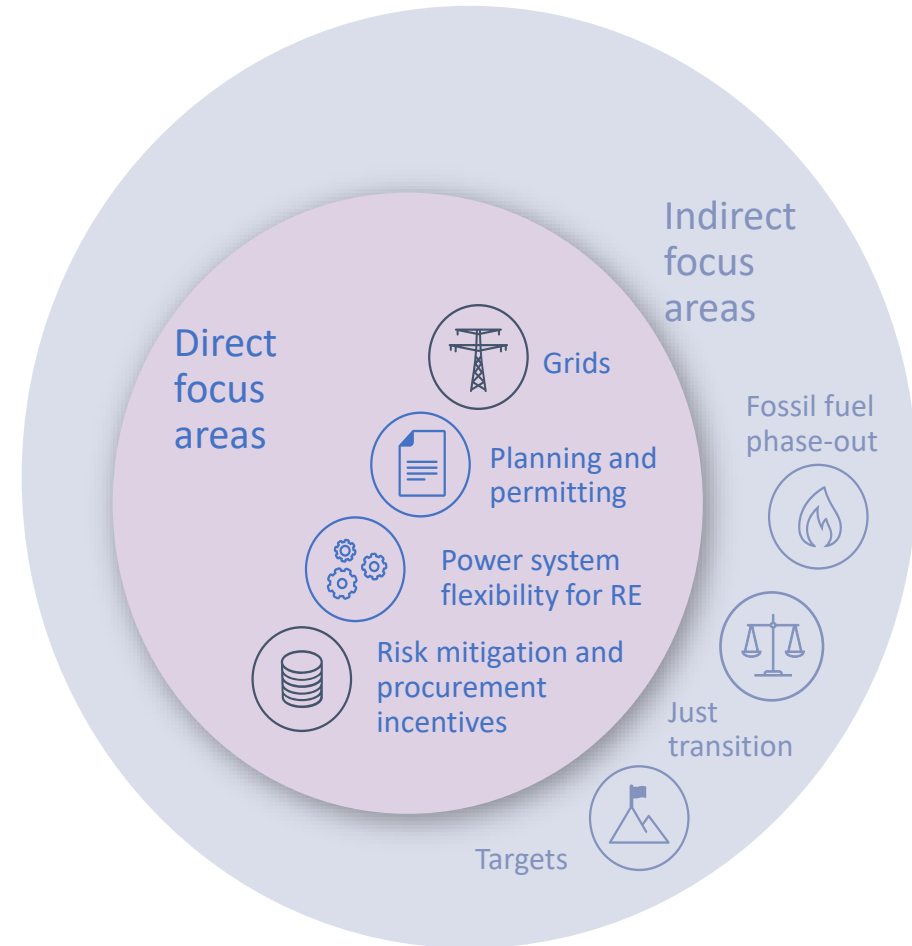 Indirect
focus
areas
Direct
focus
areas
Grids
Planning and
permitting
Power system
flexibility for RE
Risk mitigation and
procurement
incentives
Fossil fuel
phase-out
Just
transition
Targets